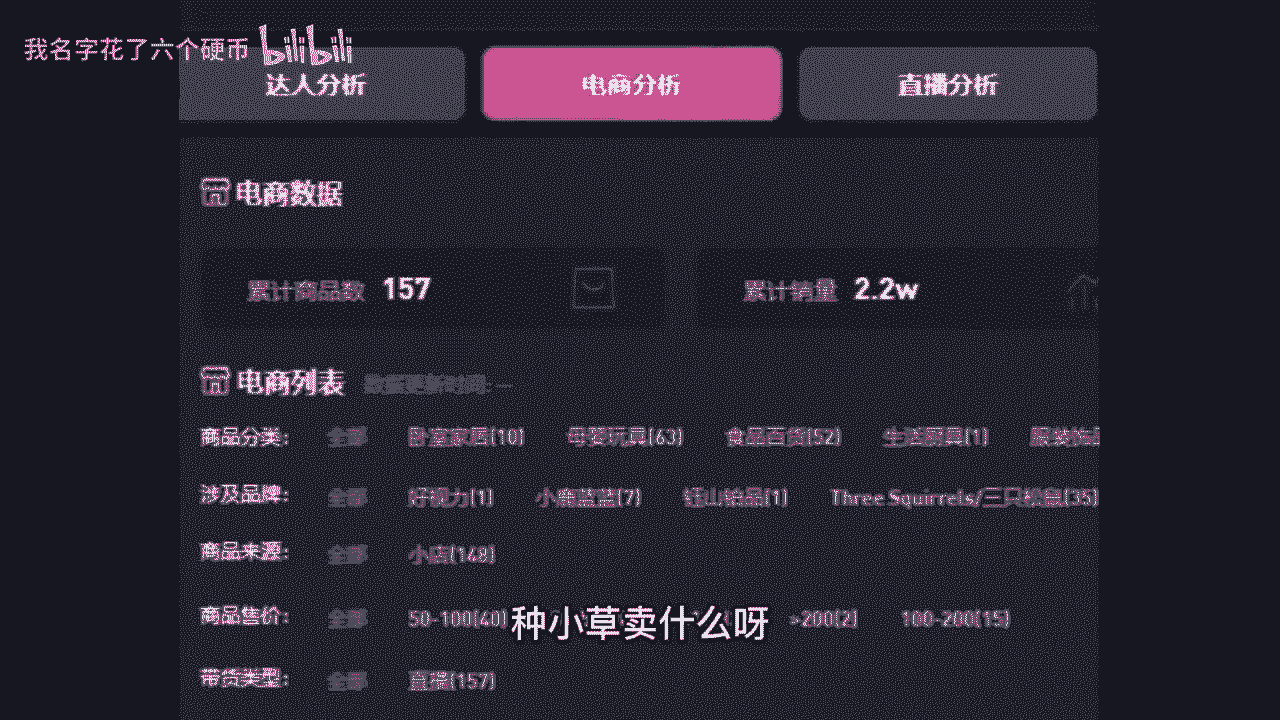 我名字花了六个硬币 bilibili
达人分析 电商分析 直播分析
电商数据
累计商品数 157 累计销量 2.2w
电商列表 数据更新时间: —
商品分类: 全部 卧室家居(10) 母婴玩具(63) 食品百货(52) 生活厨具(1) 服装饰品
涉及品牌: 全部 好视力(1) 小鹿蓝蓝(7) Three Squirrels/三只松鼠(35)
商品来源: 全部 小店(148)
商品售价: 全部 50-100(40) >200(2) 100-200(15)
种小草卖什么呀
带货类型: 全部 直播(157)